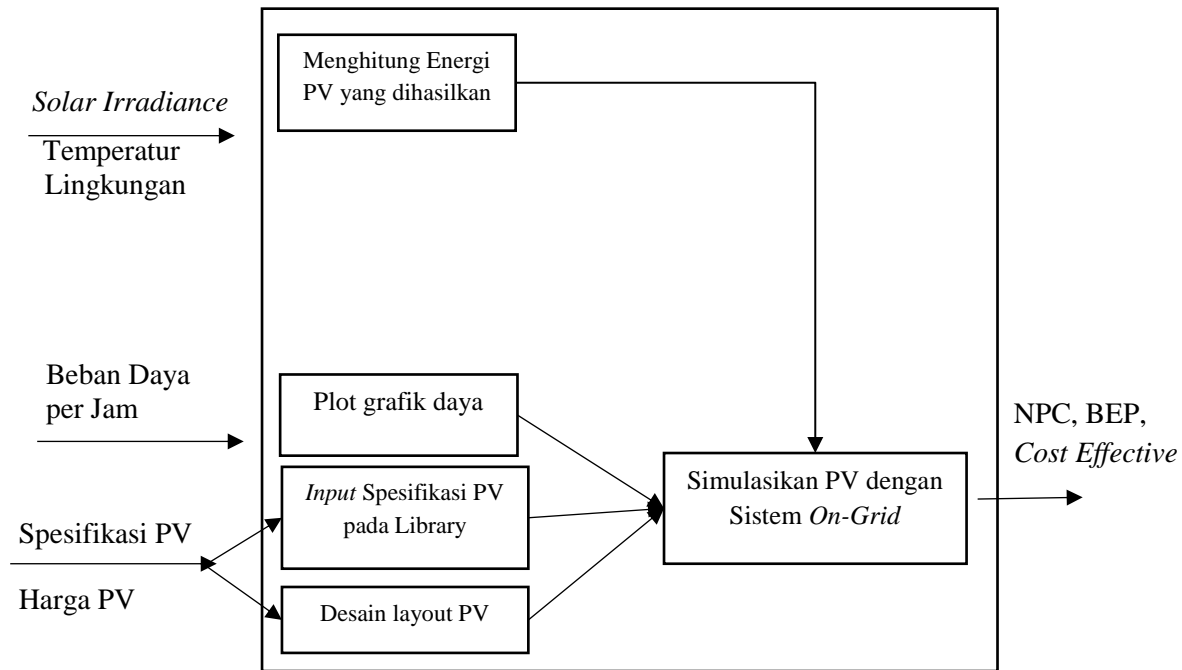 Menghitung Energi
PV yang dihasilkan
Solar Irradiance
Temperatur
Lingkungan
Beban Daya
per Jam
Plot grafik daya
Input Spesifikasi PV
pada Library
Spesifikasi PV
Harga PV
Desain layout PV
Simulasikan PV dengan
Sistem On-Grid
NPC, BEP,
Cost Effective